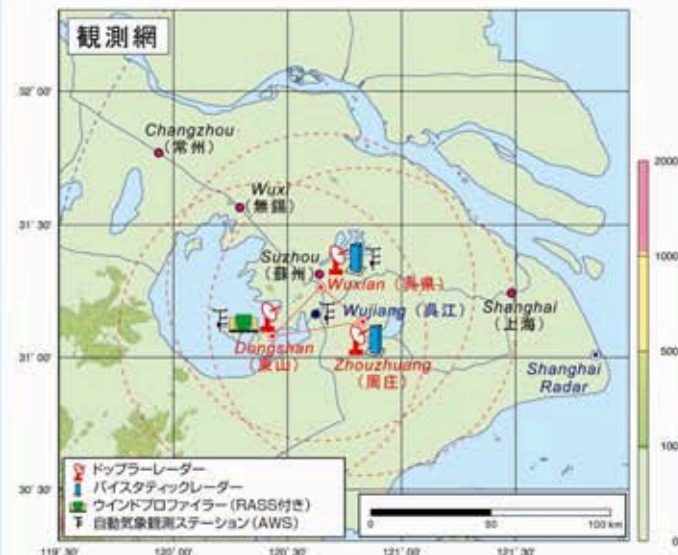 観測網
32°00'
31°30'
31°00'
30°30'
119°30'
120°00'
120°30'
121°00'
121°30'
Changzhou
(常州)
Wuxi
(無錫)
Suzhou
(蘇州)
Wuxian (呉県)
Wujiang (呉江)
Shanghai
(上海)
Dongshan
(東山)
Zhouzhuang
(周庄)
Shanghai
Radar
ドップラーレーダー
バイスタティックレーダー
ウインドプロファイラー(RASS付き)
自動気象観測ステーション(AWS)
0
50
100 km
2000
1000
500
100
0